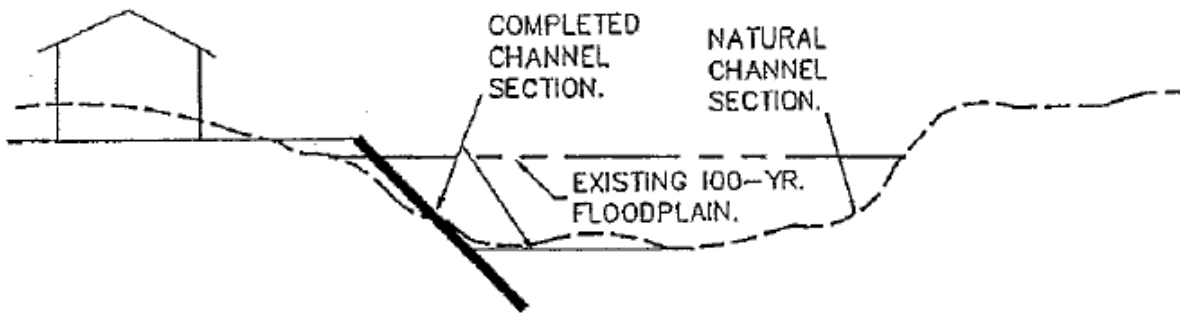 COMPLETED
CHANNEL
SECTION.
NATURAL
CHANNEL
SECTION.
EXISTING 100-YR.
FLOODPLAIN.